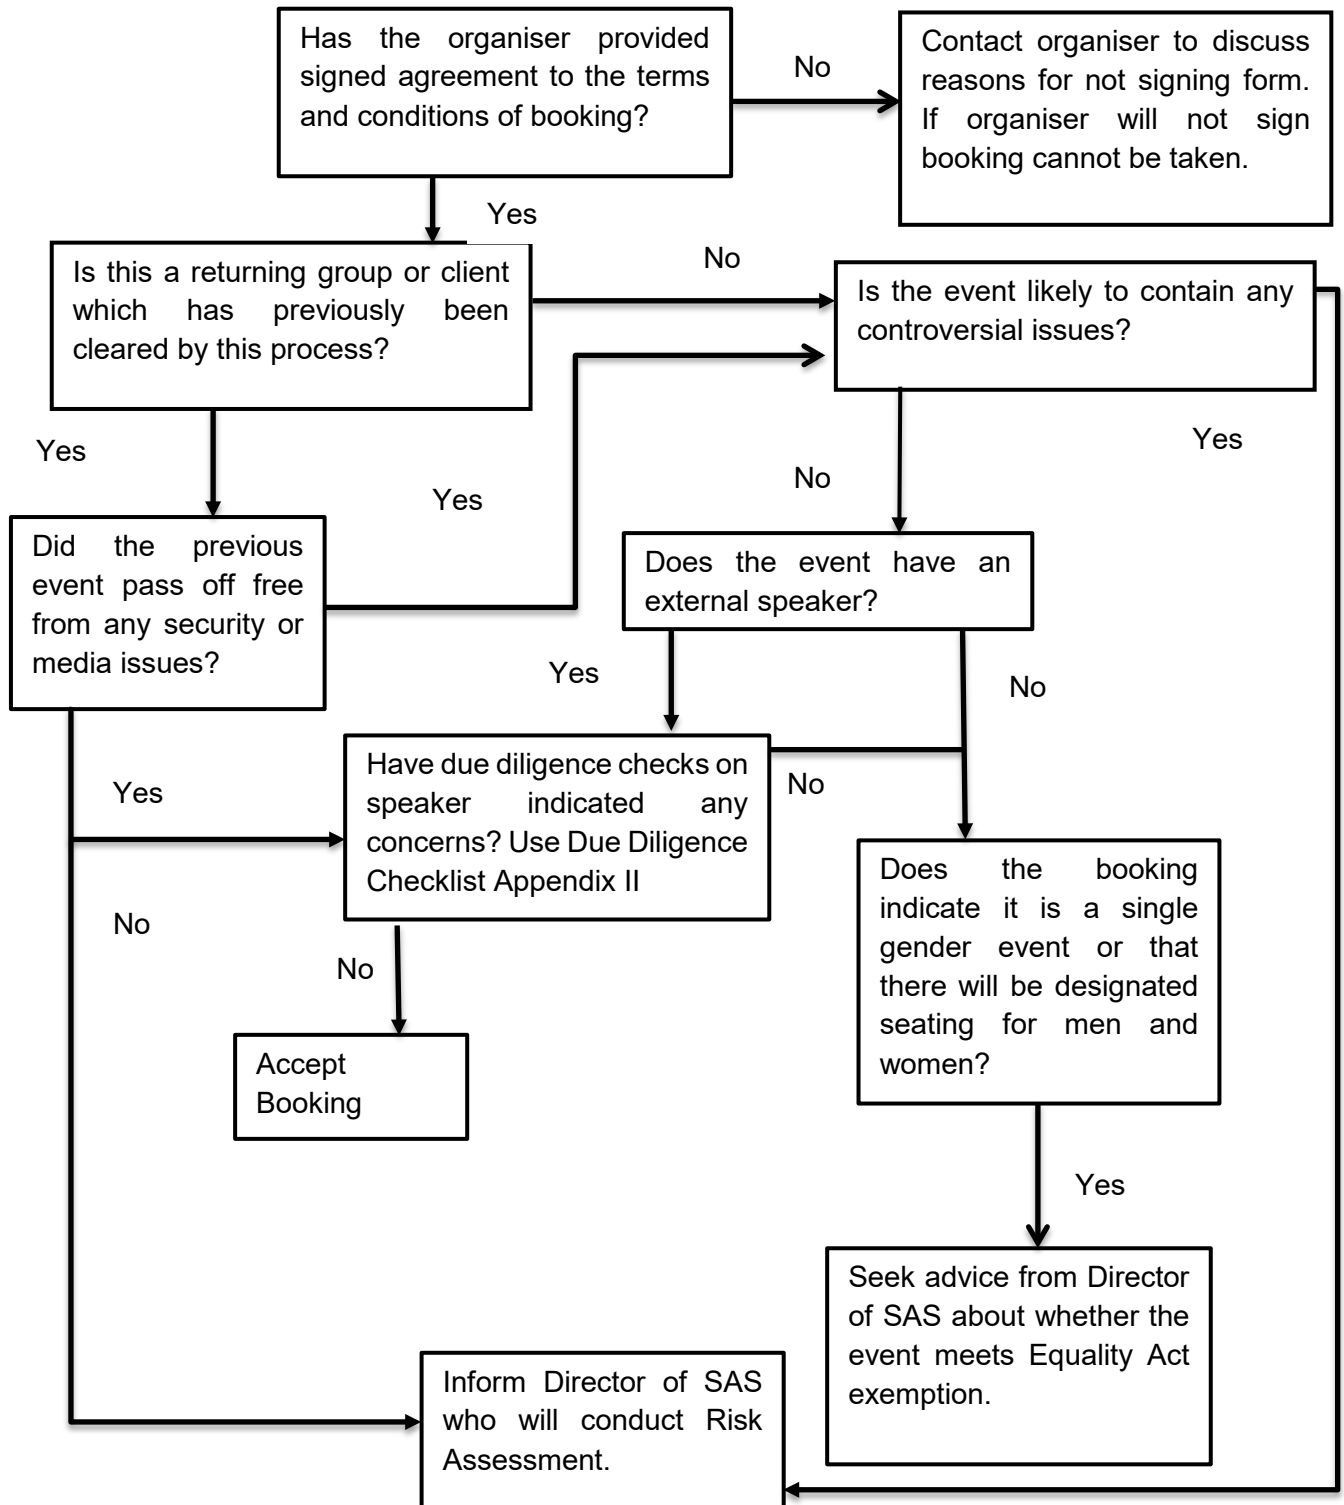 Has the organiser provided
signed agreement to the terms
and conditions of booking?
No
Contact organiser to discuss
reasons for not signing form.
If organiser will not sign
booking cannot be taken.
Yes
Is this a returning group or client
which has previously been
cleared by this process?
No
Is the event likely to contain any
controversial issues?
Yes
Yes
Yes
No
Did the previous
event pass off free
from any security or
media issues?
Does the event have an
external speaker?
Yes
No
Yes
No
Have due diligence checks on
speaker indicated any
concerns? Use Due Diligence
Checklist Appendix II
No
No
Does the booking
indicate it is a single
gender event or that
there will be designated
seating for men and
women?
Accept
Booking
Yes
Seek advice from Director
of SAS about whether the
event meets Equality Act
exemption.
Inform Director of SAS
who will conduct Risk
Assessment.